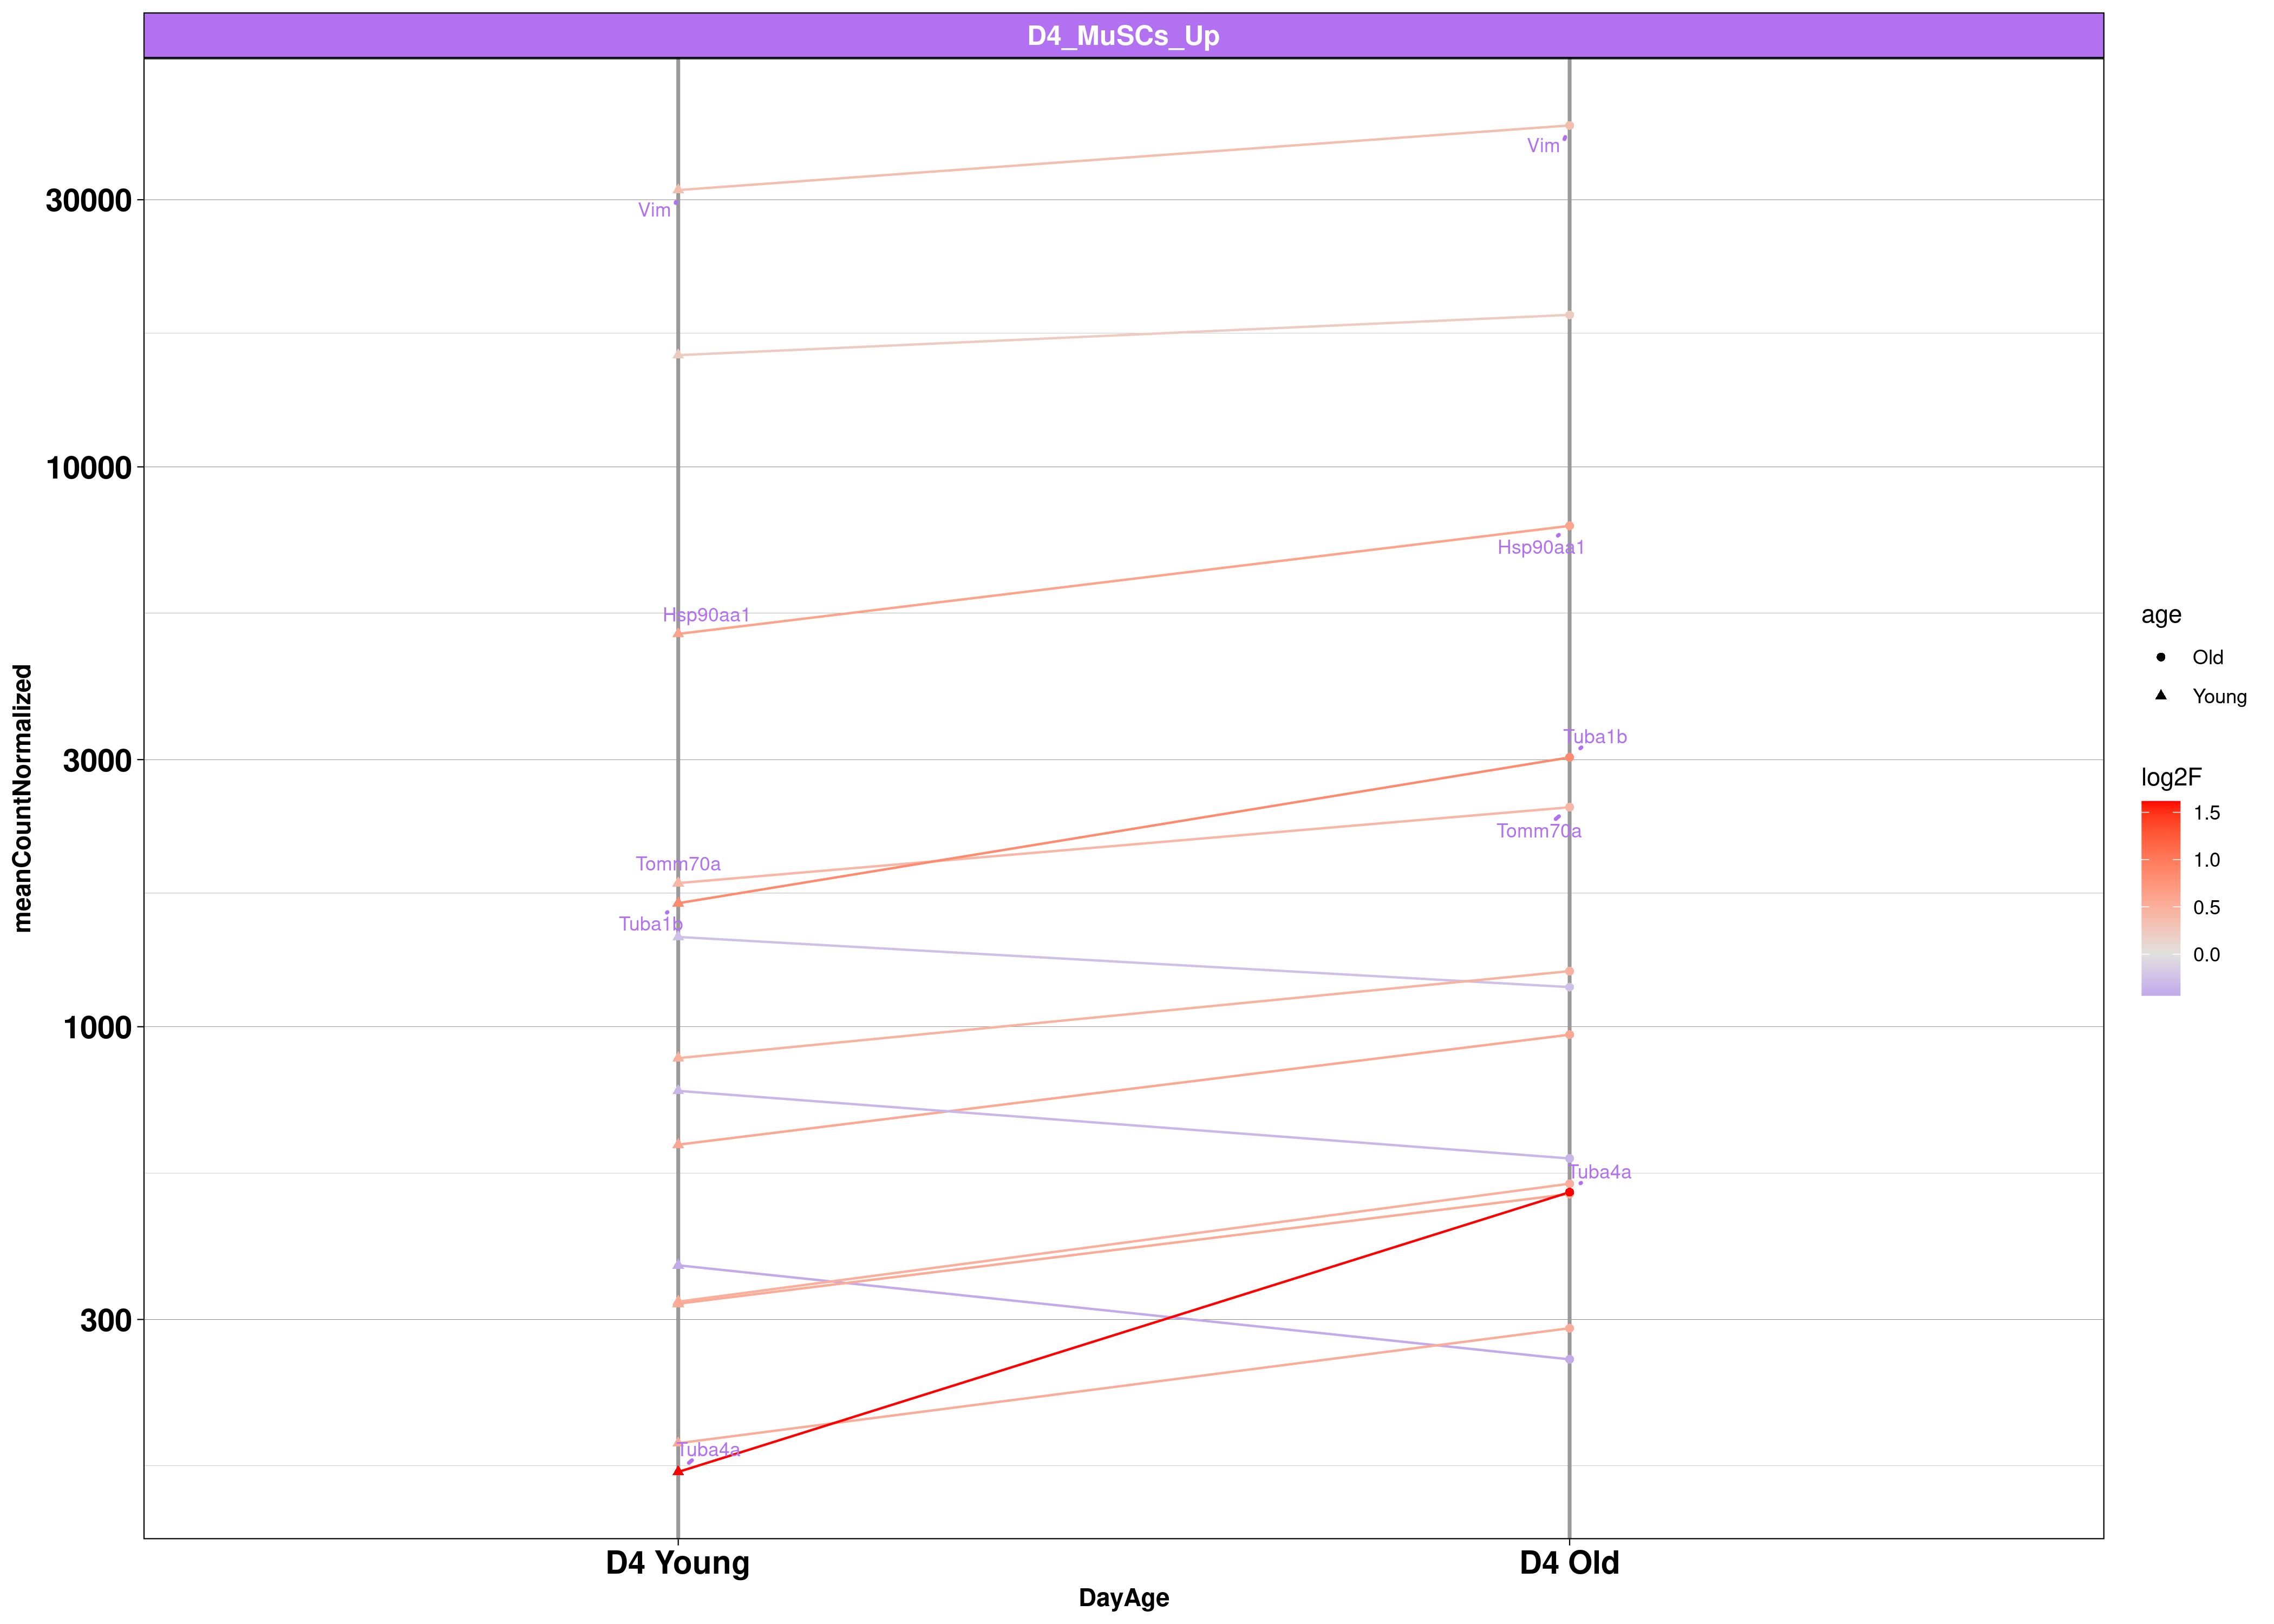 D4_MuSCs_Up
meanCountNormalized
30000
10000
3000
1000
300
Vim
Vim
Hsp90aa1
Hsp90aa1
Tuba1b
Tomm70a
Tomm70a
Tuba1b
Tuba4a
Tuba4a
D4 Young
D4 Old
DayAge
age
Old
Young
log2F
1.5
1.0
0.5
0.0